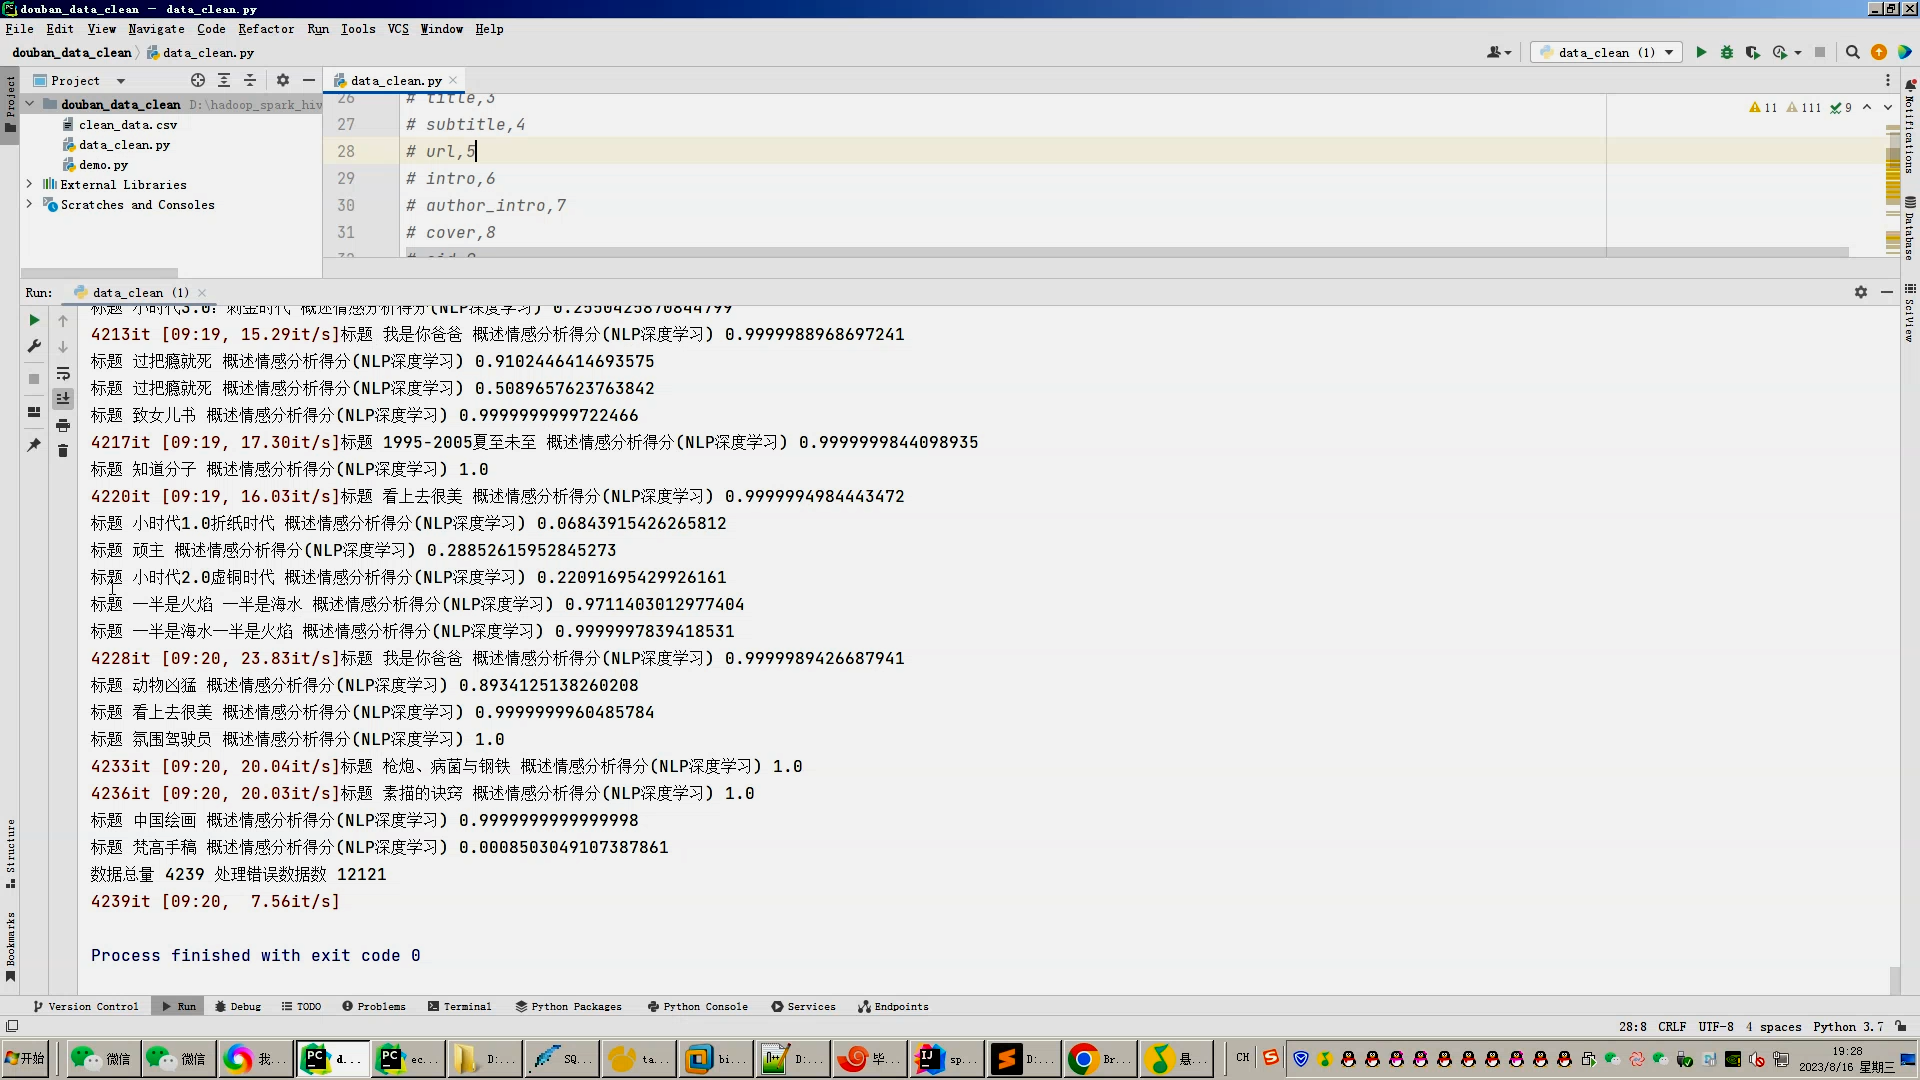 douban_data_clean – data_clean.py
File Edit View Navigate Code Refactor Run Tools VCS Window Help
douban_data_clean data_clean.py
data_clean (1)
Project
data_clean.py
douban_data_clean D:\hadoop_spark_hiv
clean_data.csv
data_clean.py
demo.py
External Libraries
Scratches and Consoles
26 # title,3
27 # subtitle,4
28 # url,5
29 # intro,6
30 # author_intro,7
31 # cover,8
11 111 9
Project
Notifications
Database
SciView
Structure
Bookmarks
Run: data_clean (1)
标题 小时代3.0：刺金时代 概述情感分析得分(NLP深度学习) 0.2550425870844799
4213it [09:19, 15.29it/s]标题 我是你爸爸 概述情感分析得分(NLP深度学习) 0.9999988968697241
标题 过把瘾就死 概述情感分析得分(NLP深度学习) 0.9102446414693575
标题 过把瘾就死 概述情感分析得分(NLP深度学习) 0.5089657623763842
标题 致女儿书 概述情感分析得分(NLP深度学习) 0.9999999999722466
4217it [09:19, 17.30it/s]标题 1995-2005夏至未至 概述情感分析得分(NLP深度学习) 0.9999999844098935
标题 知道分子 概述情感分析得分(NLP深度学习) 1.0
4220it [09:19, 16.03it/s]标题 看上去很美 概述情感分析得分(NLP深度学习) 0.9999994984443472
标题 小时代1.0折纸时代 概述情感分析得分(NLP深度学习) 0.06843915426265812
标题 顽主 概述情感分析得分(NLP深度学习) 0.28852615952845273
标题 小时代2.0虚铜时代 概述情感分析得分(NLP深度学习) 0.22091695429926161
标题 一半是火焰 一半是海水 概述情感分析得分(NLP深度学习) 0.9711403012977404
标题 一半是海水一半是火焰 概述情感分析得分(NLP深度学习) 0.9999997839418531
4228it [09:20, 23.83it/s]标题 我是你爸爸 概述情感分析得分(NLP深度学习) 0.9999989426687941
标题 动物凶猛 概述情感分析得分(NLP深度学习) 0.8934125138260208
标题 看上去很美 概述情感分析得分(NLP深度学习) 0.9999999960485784
标题 氛围驾驶员 概述情感分析得分(NLP深度学习) 1.0
4233it [09:20, 20.04it/s]标题 枪炮、病菌与钢铁 概述情感分析得分(NLP深度学习) 1.0
4236it [09:20, 20.03it/s]标题 素描的诀窍 概述情感分析得分(NLP深度学习) 1.0
标题 中国绘画 概述情感分析得分(NLP深度学习) 0.9999999999999998
标题 梵高手稿 概述情感分析得分(NLP深度学习) 0.0008503049107387861
数据总量 4239 处理错误数据数 12121
4239it [09:20,  7.56it/s]
Process finished with exit code 0
Version Control Run Debug TODO Problems Terminal Python Packages Python Console Services Endpoints
28:8 CRLF UTF-8 4 spaces Python 3.7
开始 微信 微信 我... d... ec... D:... SQ... ta... bi... D:... 毕... sp... D:... Br... 悬... CH
19:28
2023/8/16 星期三